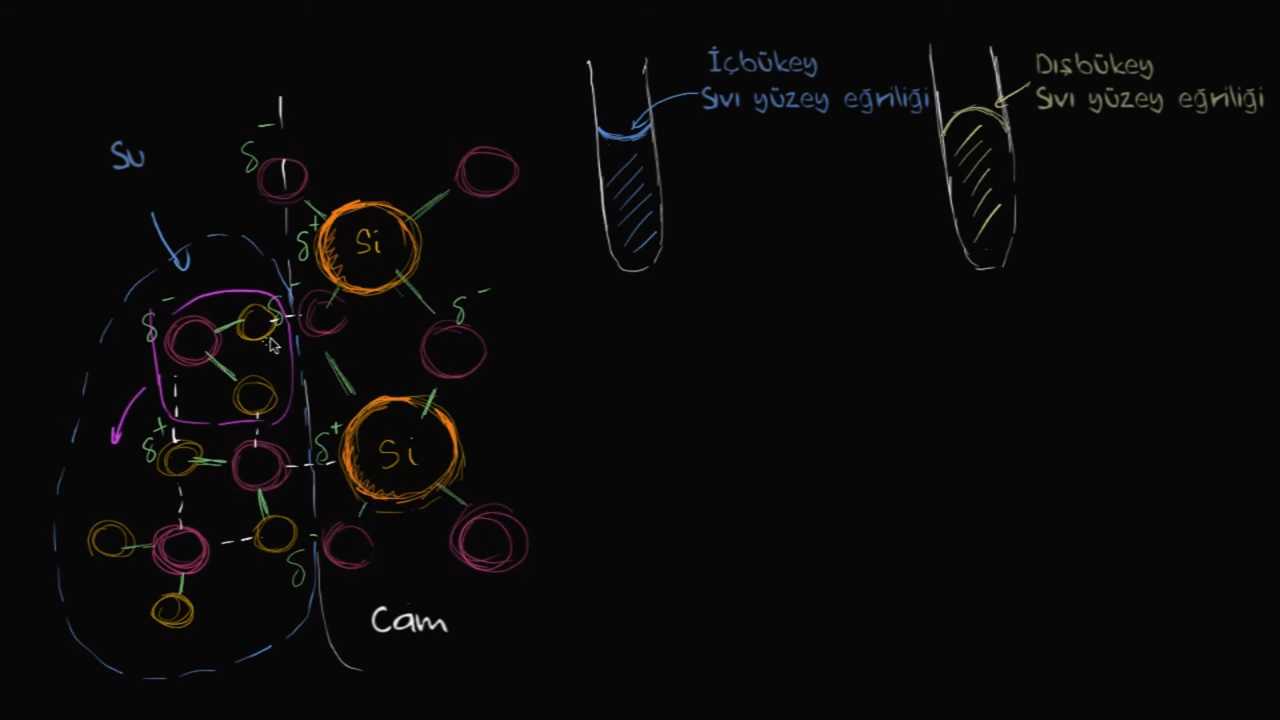 Su
δ⁻
δ⁺
Si
δ⁻
δ⁻
δ⁻
δ⁺
δ⁺
Si
δ⁻
Cam
İçbükey
Sıvı yüzey eğriliği
Dışbükey
Sıvı yüzey eğriliği